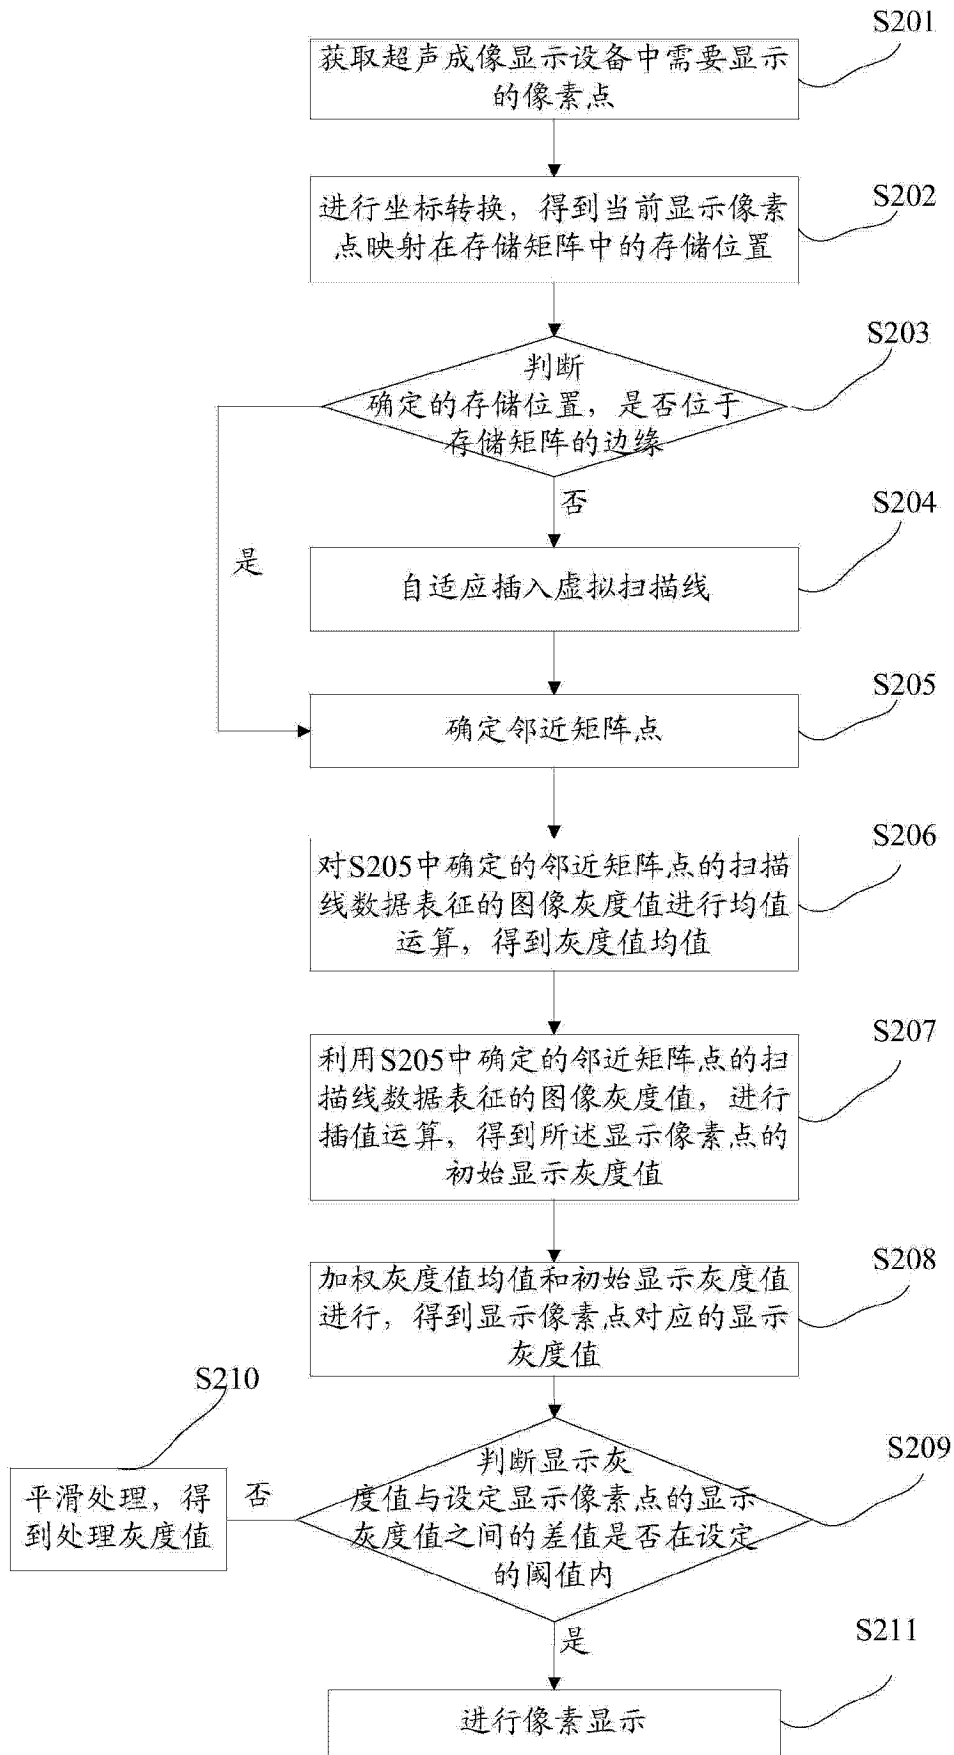 S201
获取超声成像显示设备中需要显示
的像素点
S202
进行坐标转换，得到当前显示像素
点映射在存储矩阵中的存储位置
S203
判断
确定的存储位置，是否位于
存储矩阵的边缘
否
是
S204
自适应插入虚拟扫描线
S205
确定邻近矩阵点
S206
对S205中确定的邻近矩阵点的扫描
线数据表征的图像灰度值进行均值
运算，得到灰度值均值
S207
利用S205中确定的邻近矩阵点的扫
描线数据表征的图像灰度值，进行
插值运算，得到所述显示像素点的
初始显示灰度值
S208
加权灰度值均值和初始显示灰度值
进行，得到显示像素点对应的显示
灰度值
S209
判断显示灰
度值与设定显示像素点的显示
灰度值之间的差值是否在设定
的阈值内
否
S210
平滑处理，得
到处理灰度值
是
S211
进行像素显示